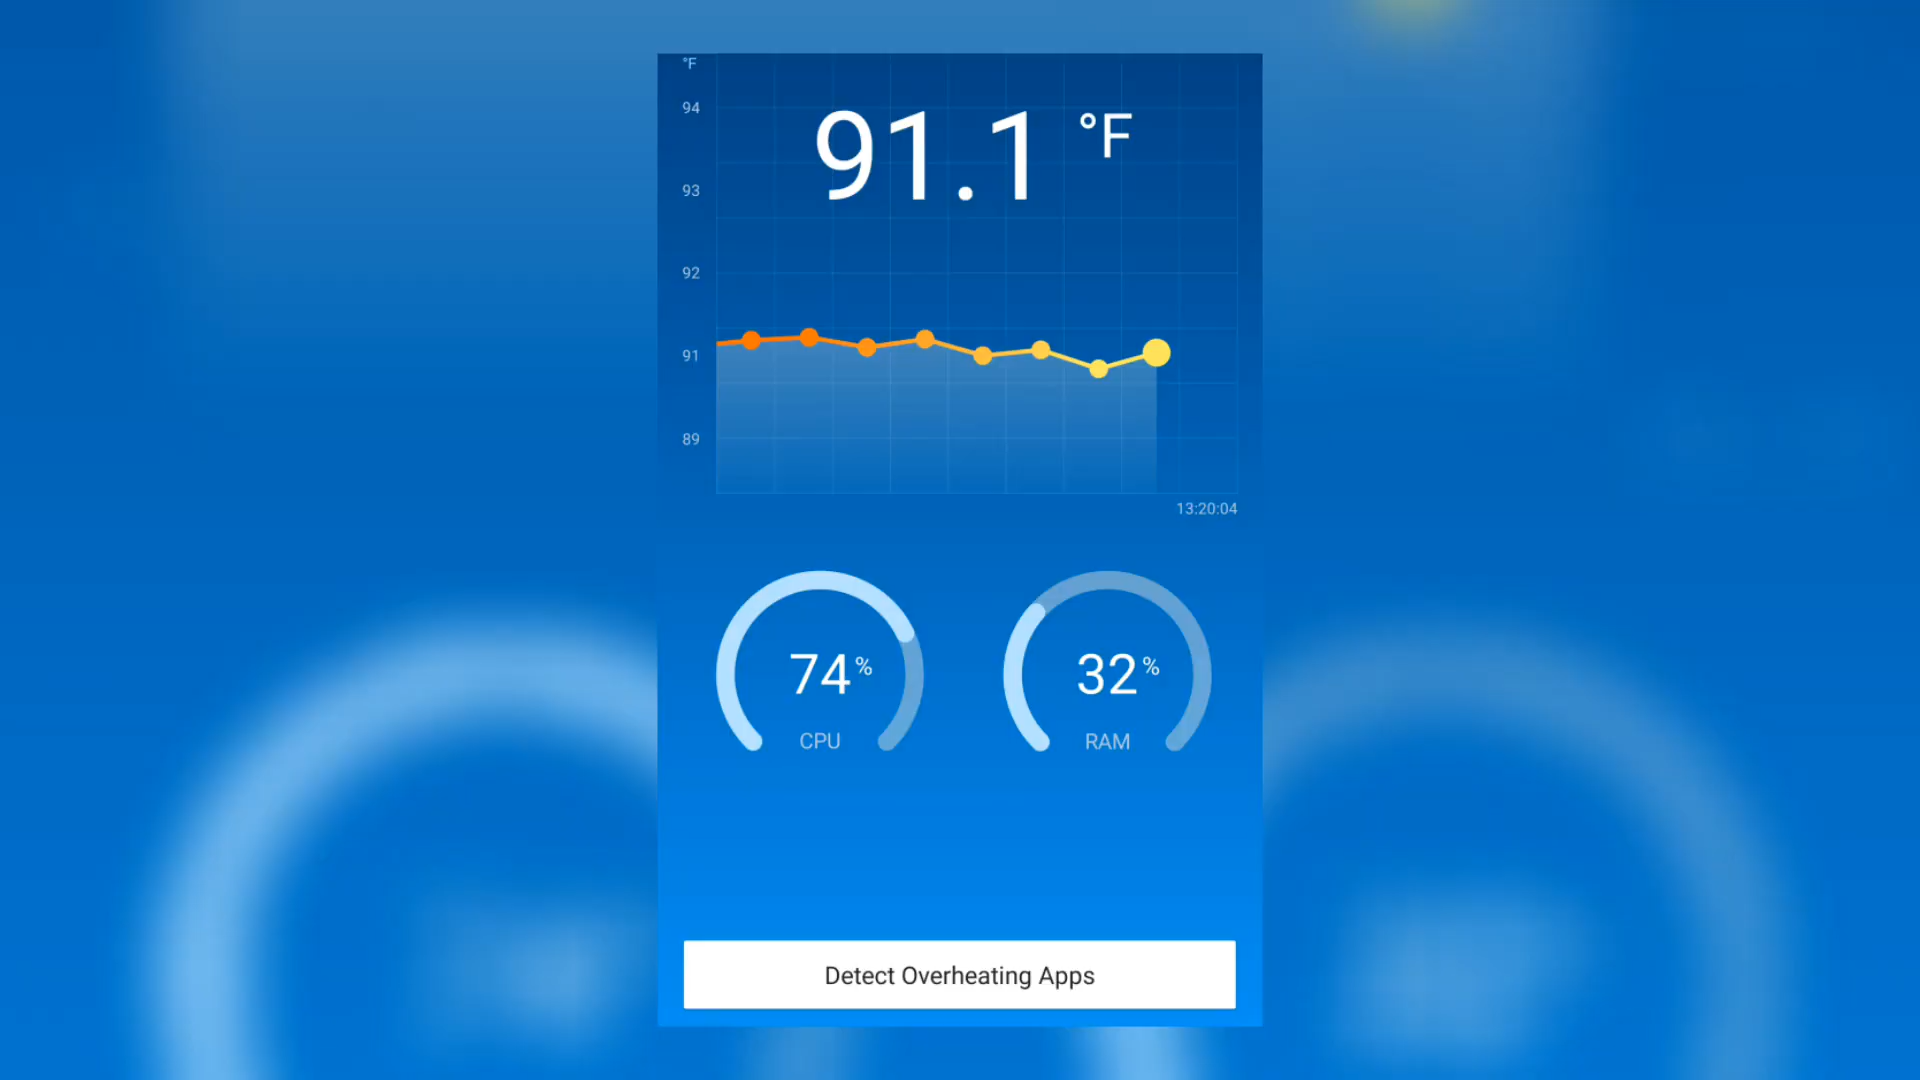 °F
94
91.1 °F
93
92
91
89
13:20:04
74%
32%
CPU
RAM
Detect Overheating Apps